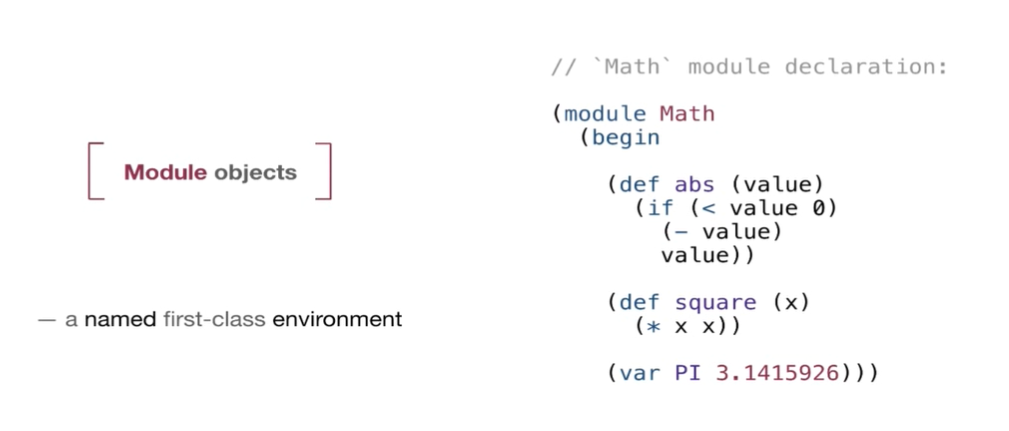 Module objects
— a named first-class environment
// `Math` module declaration:
(module Math
(begin
(def abs (value)
(if (< value 0)
(– value)
value))
(def square (x)
(* x x))
(var PI 3.1415926)))